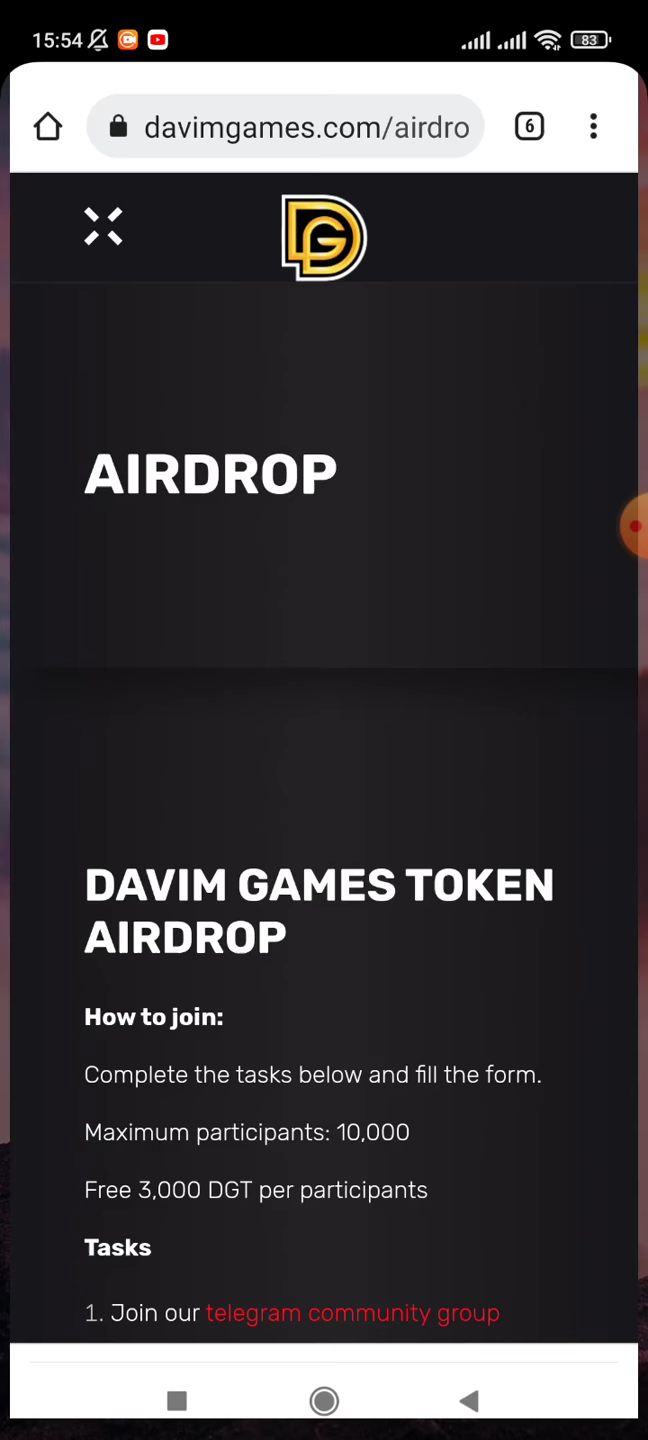 15:54 83
davimgames.com/airdro 6
DG
AIRDROP
DAVIM GAMES TOKEN
AIRDROP
How to join:
Complete the tasks below and fill the form.
Maximum participants: 10,000
Free 3,000 DGT per participants
Tasks
1. Join our telegram community group